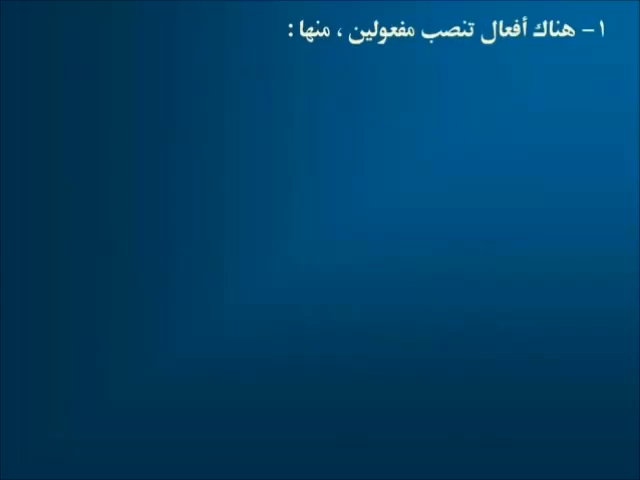 ١- هناك أفعال تنصب مفعولين ، منها :